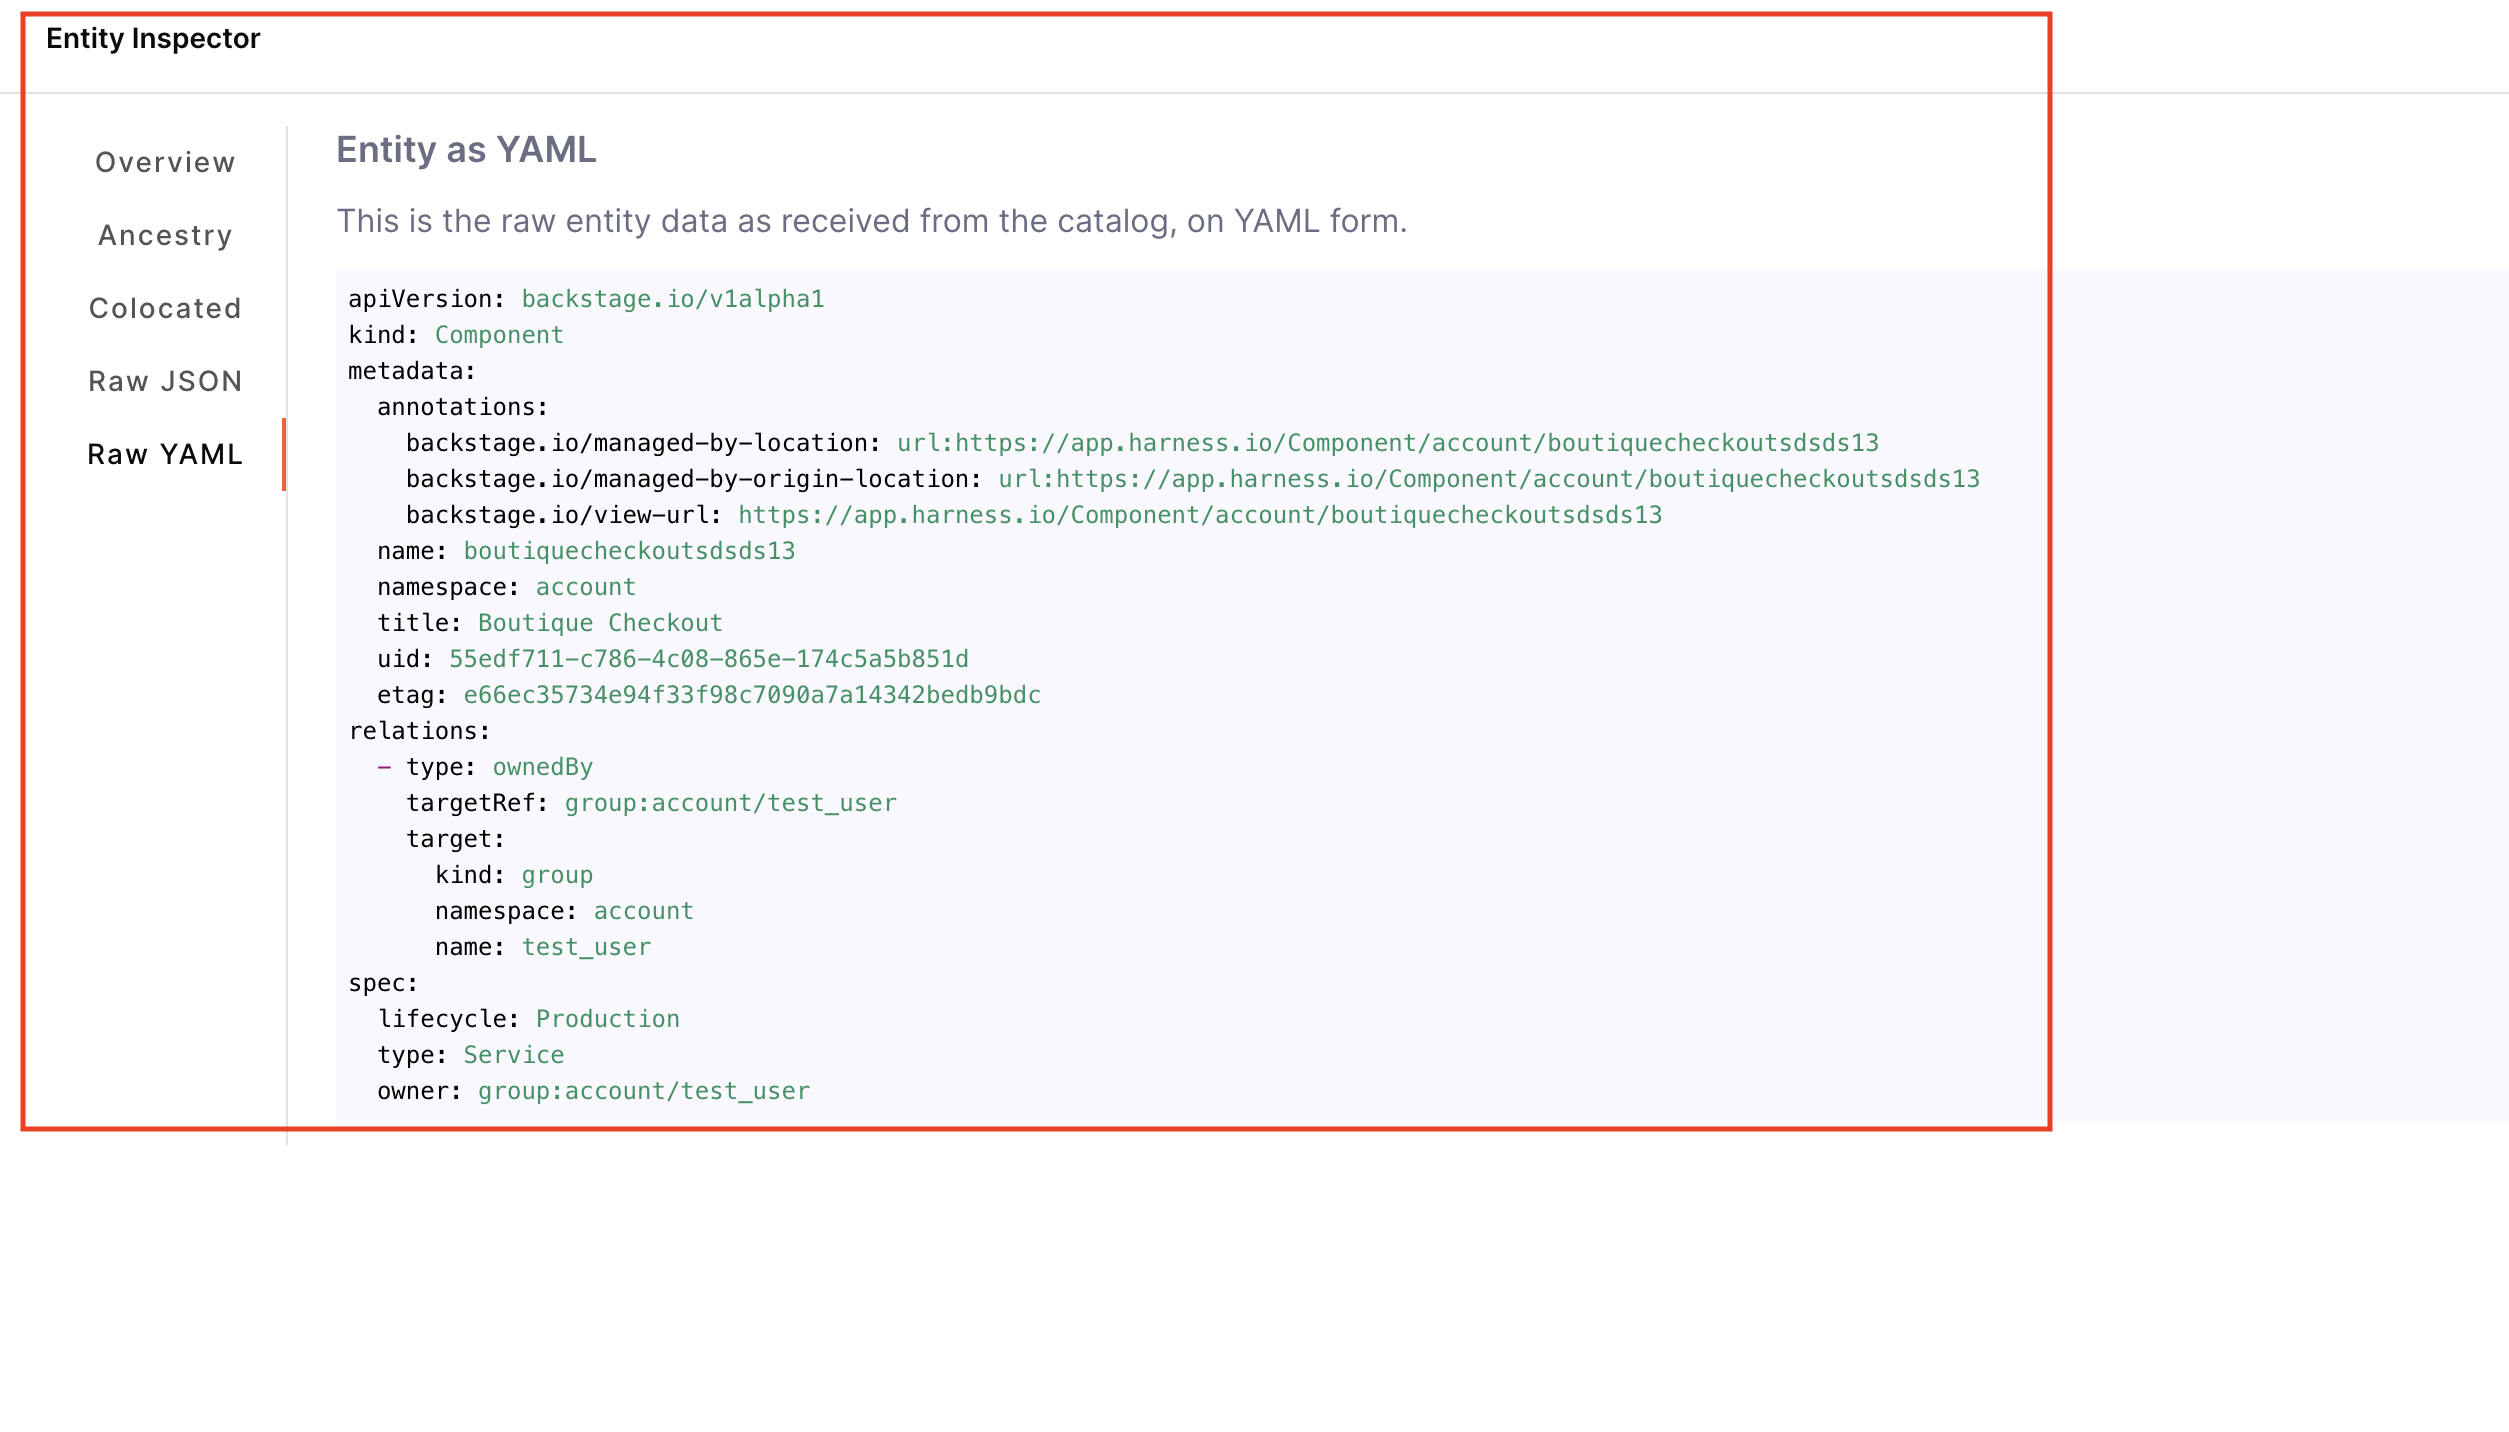 Entity Inspector
Overview
Ancestry
Colocated
Raw JSON
Raw YAML
Entity as YAML
This is the raw entity data as received from the catalog, on YAML form.
apiVersion: backstage.io/v1alpha1
kind: Component
metadata:
  annotations:
    backstage.io/managed-by-location: url:https://app.harness.io/Component/account/boutiquecheckoutsdsds13
    backstage.io/managed-by-origin-location: url:https://app.harness.io/Component/account/boutiquecheckoutsdsds13
    backstage.io/view-url: https://app.harness.io/Component/account/boutiquecheckoutsdsds13
  name: boutiquecheckoutsdsds13
  namespace: account
  title: Boutique Checkout
  uid: 55edf711-c786-4c08-865e-174c5a5b851d
  etag: e66ec35734e94f33f98c7090a7a14342bedb9bdc
relations:
  - type: ownedBy
    targetRef: group:account/test_user
    target:
      kind: group
      namespace: account
      name: test_user
spec:
  lifecycle: Production
  type: Service
  owner: group:account/test_user